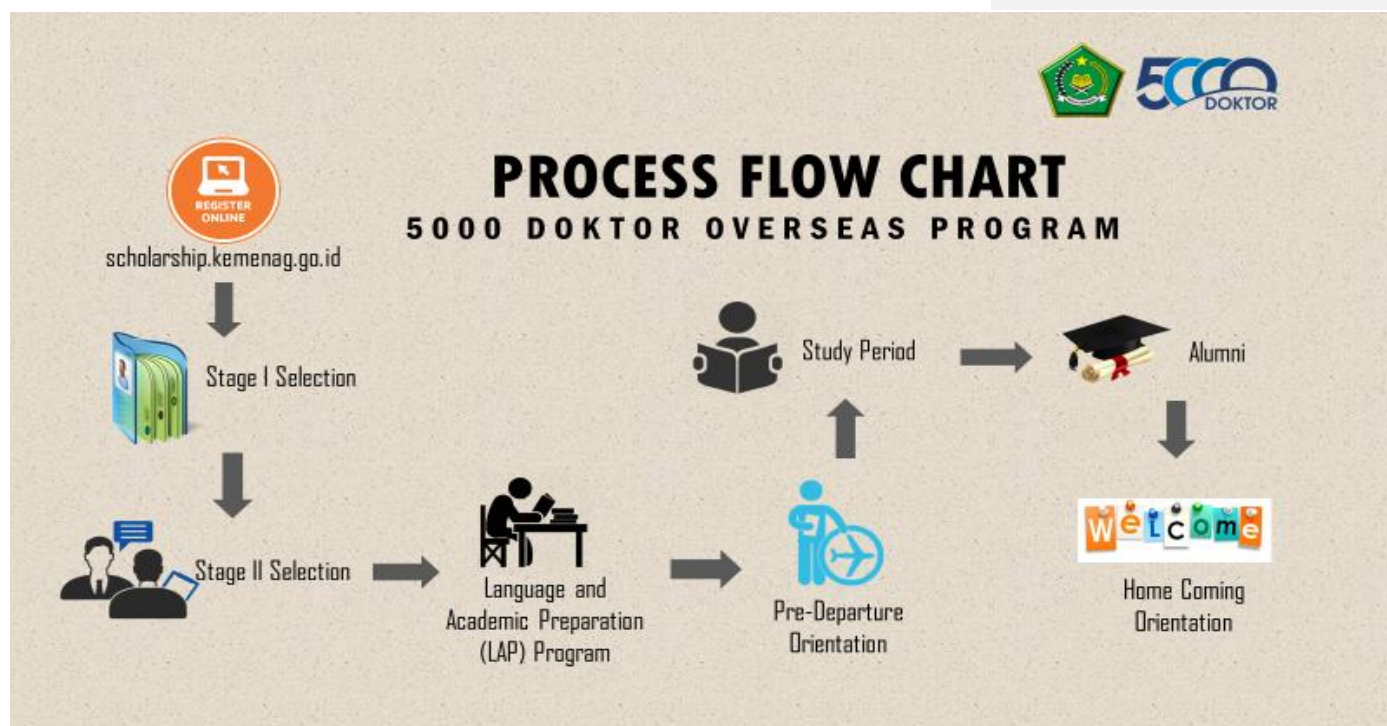 5000
DOKTOR
PROCESS FLOW CHART
5000 DOKTOR OVERSEAS PROGRAM
REGISTER
ONLINE
scholarship.kemenag.go.id
Stage I Selection
Stage II Selection
Language and
Academic Preparation
(LAP) Program
Pre-Departure
Orientation
Study Period
Alumni
Welcome
Home Coming
Orientation